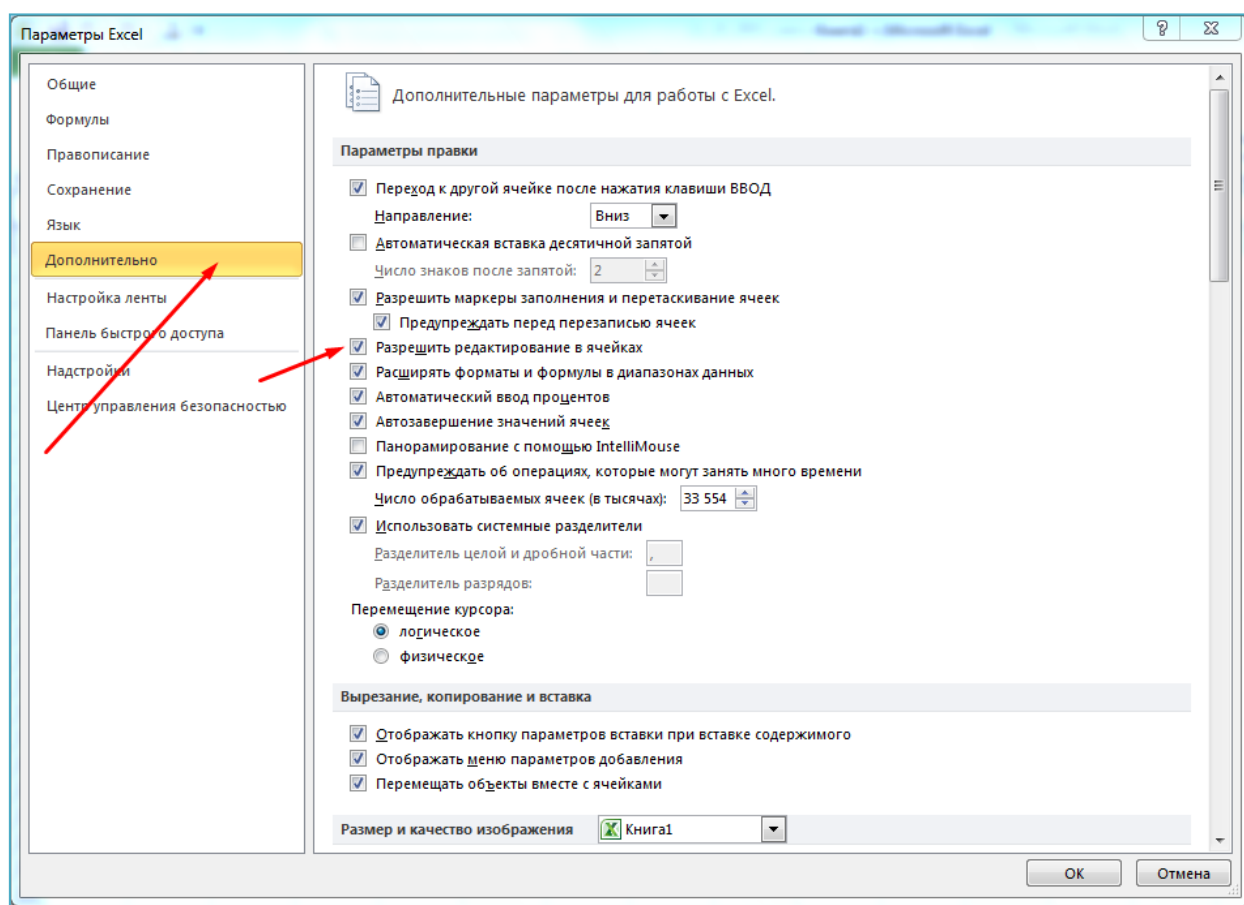 Параметры Excel
Общие
Формулы
Правописание
Сохранение
Язык
Дополнительно
Настройка ленты
Панель быстрого доступа
Надстройки
Центр управления безопасностью
Дополнительные параметры для работы с Excel.
Параметры правки
Переход к другой ячейке после нажатия клавиши ВВОД
Направление: Вниз
Автоматическая вставка десятичной запятой
Число знаков после запятой: 2
Разрешить маркеры заполнения и перетаскивание ячеек
Предупреждать перед перезаписью ячеек
Разрешить редактирование в ячейках
Расширять форматы и формулы в диапазонах данных
Автоматический ввод процентов
Автозавершение значений ячеек
Панорамирование с помощью IntelliMouse
Предупреждать об операциях, которые могут занять много времени
Число обрабатываемых ячеек (в тысячах): 33 554
Использовать системные разделители
Разделитель целой и дробной части: ,
Разделитель разрядов:
Перемещение курсора:
логическое
физическое
Вырезание, копирование и вставка
Отображать кнопку параметров вставки при вставке содержимого
Отображать меню параметров добавления
Перемещать объекты вместе с ячейками
Размер и качество изображения Книга1
ОК Отмена